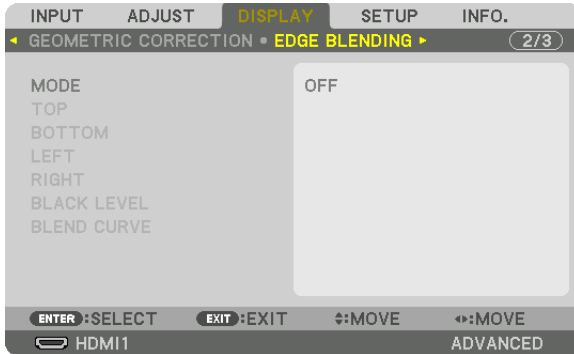 INPUT ADJUST DISPLAY SETUP INFO.
GEOMETRIC CORRECTION • EDGE BLENDING 2/3
MODE OFF
TOP
BOTTOM
LEFT
RIGHT
BLACK LEVEL
BLEND CURVE
ENTER :SELECT EXIT :EXIT :MOVE :MOVE
HDMI1 ADVANCED